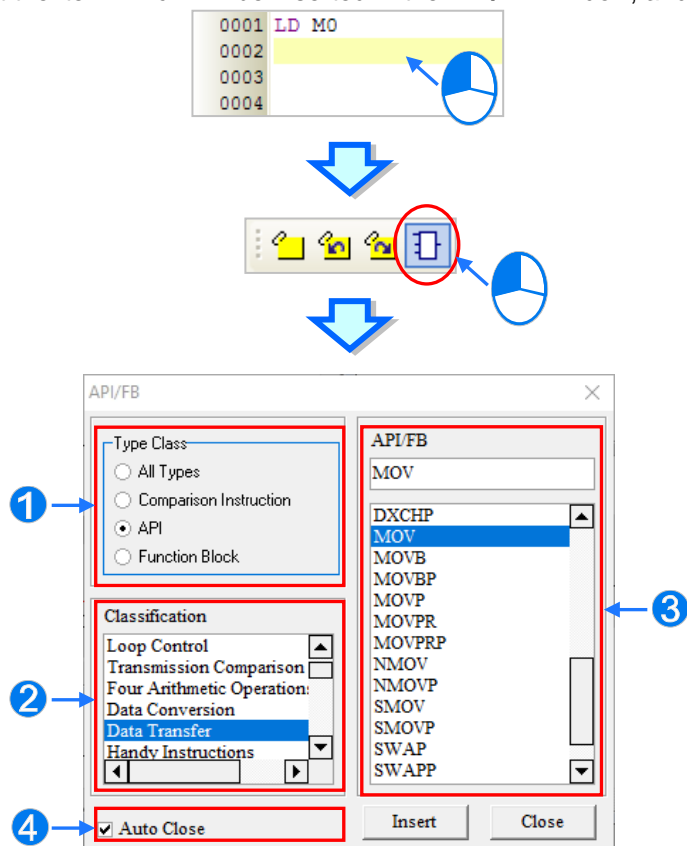 0001 LD M0
0002
0003
0004
API/FB
Type Class
All Types
Comparison Instruction
API
Function Block
1
Classification
Loop Control
Transmission Comparison
Four Arithmetic Operation
Data Conversion
Data Transfer
Handy Instructions
2
Auto Close
4
API/FB
MOV
DXCHP
MOV
MOVB
MOVBP
MOVP
MOVPR
MOVPRP
NMOV
NMOVP
SMOV
SMOVP
SWAP
SWAPP
3
Insert
Close